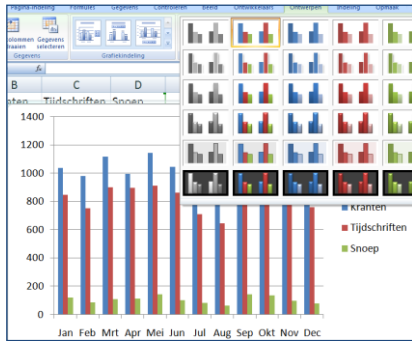 Pagina-indeling Formules Gegevens Controleren Beeld Ontwikkelaars Ontwerpen Indeling Opmaak
Gegevens
selecteren
Gegevens
Grafiekindeling
fx
B C D
Tijdschriften Snoep
1400
1200
1000
800
600
400
200
0
Jan Feb Mrt Apr Mei Jun Jul Aug Sep Okt Nov Dec
Kranten
Tijdschriften
Snoep